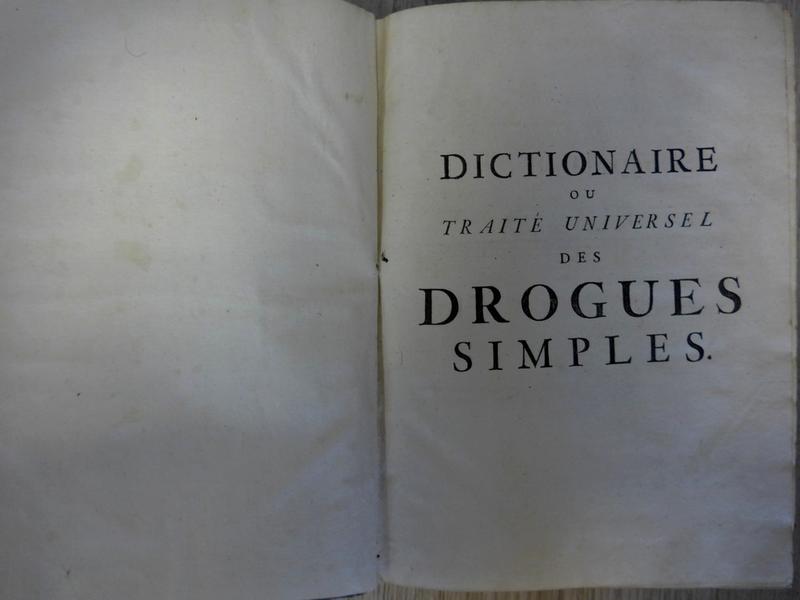 DICTIONAIRE
OU
TRAITÉ UNIVERSEL
DES
DROGUES
SIMPLES.